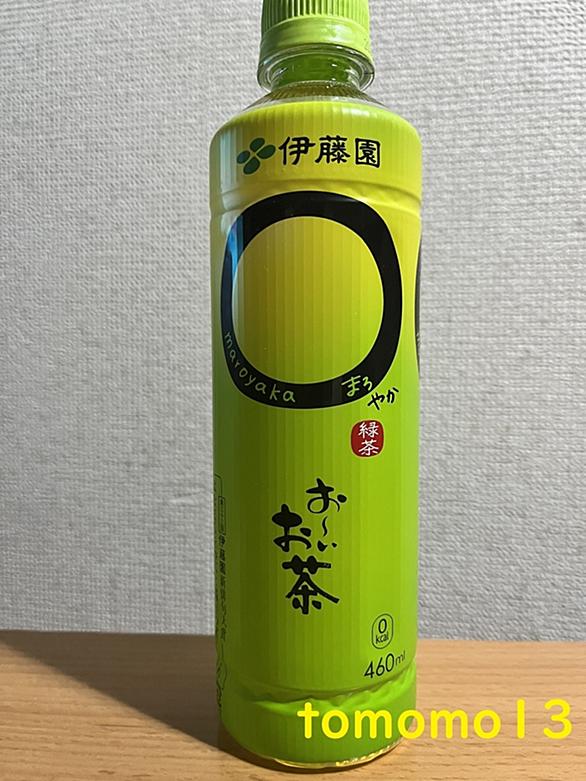 伊藤園
maroyaka
まろ
やか
緑茶
お〜い
お茶
0
kcal
460ml
tomomo13